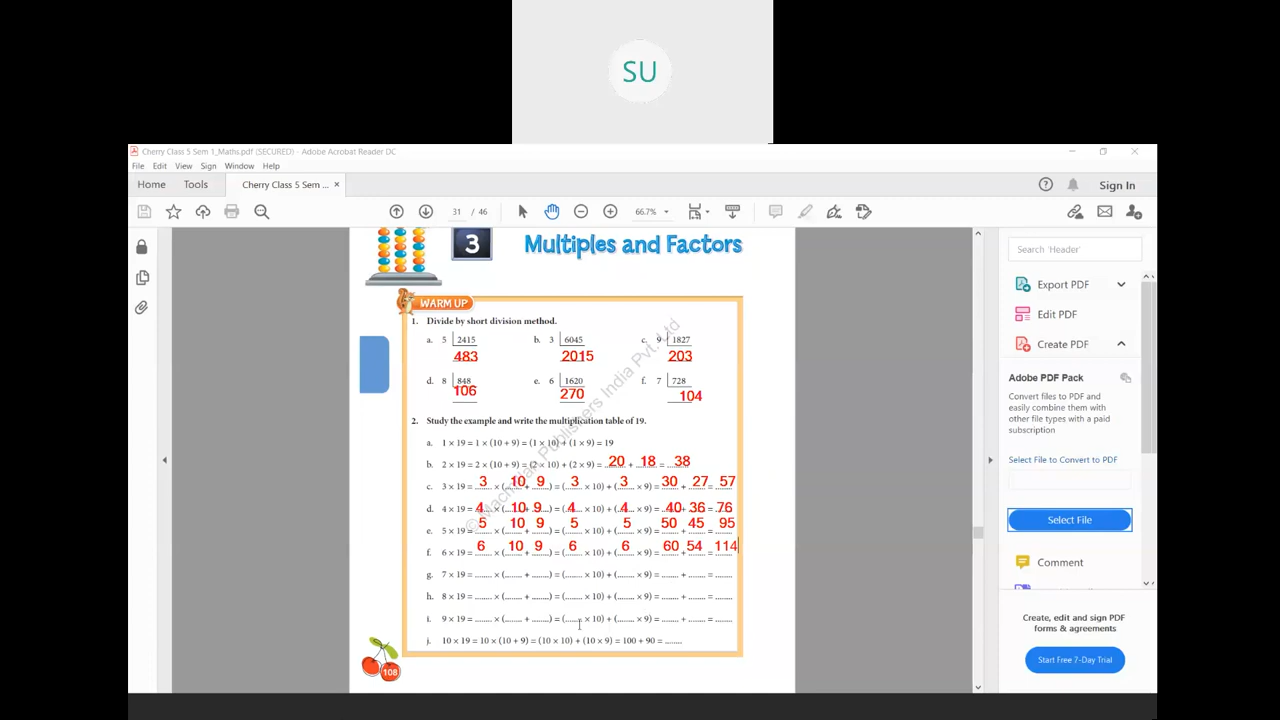 SU
Cherry Class 5 Sem 1_Maths.pdf (SECURED) - Adobe Acrobat Reader DC
File Edit View Sign Window Help
Home Tools Cherry Class 5 Sem ... × Sign In
31 / 46 66.7%
3 Multiples and Factors
WARM UP
1. Divide by short division method.
a. 5 2415 b. 3 6045 c. 9 1827
483 2015 203
d. 8 848 e. 6 1620 f. 7 728
106 270 104
2. Study the example and write the multiplication table of 19.
a. 1 × 19 = 1 × (10 + 9) = (1 × 10) + (1 × 9) = 19
b. 2 × 19 = 2 × (10 + 9) = (2 × 10) + (2 × 9) = 20 + 18 = 38
c. 3 × 19 = 3 × (10 + 9) = (3 × 10) + (3 × 9) = 30 + 27 = 57
d. 4 × 19 = 4 × (10 + 9) = (4 × 10) + (4 × 9) = 40 + 36 = 76
e. 5 × 19 = 5 × (10 + 9) = (5 × 10) + (5 × 9) = 50 + 45 = 95
f. 6 × 19 = 6 × (10 + 9) = (6 × 10) + (6 × 9) = 60 + 54 = 114
g. 7 × 19 = ........ × (........ + ........) = (........ × 10) + (........ × 9) = ........ + ........ = ........
h. 8 × 19 = ........ × (........ + ........) = (........ × 10) + (........ × 9) = ........ + ........ = ........
i. 9 × 19 = ........ × (........ + ........) = (........ × 10) + (........ × 9) = ........ + ........ = ........
j. 10 × 19 = 10 × (10 + 9) = (10 × 10) + (10 × 9) = 100 + 90 = ........
108
© Macmillan Publishers India Pvt. Ltd
Search 'Header'
Export PDF
Edit PDF
Create PDF
Adobe PDF Pack
Convert files to PDF and
easily combine them with
other file types with a paid
subscription
Select File to Convert to PDF
Select File
Comment
Create, edit and sign PDF
forms & agreements
Start Free 7-Day Trial